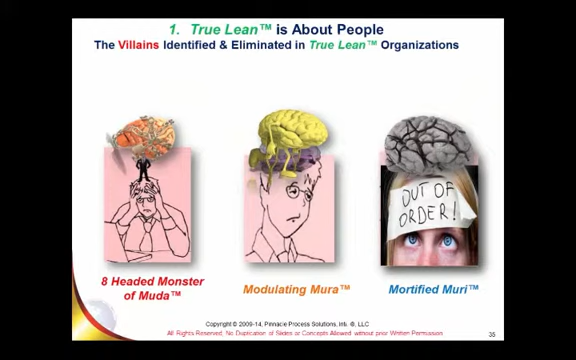 1. True Lean™ is About People
The Villains Identified & Eliminated in True Lean™ Organizations
OUT OF
ORDER!
8 Headed Monster
of Muda™
Modulating Mura™
Mortified Muri™
Copyright © 2009-14, Pinnacle Process Solutions, Intl. ®, LLC
All Rights Reserved, No Duplication of Slides or Concepts Allowed without prior Written Permission.
35